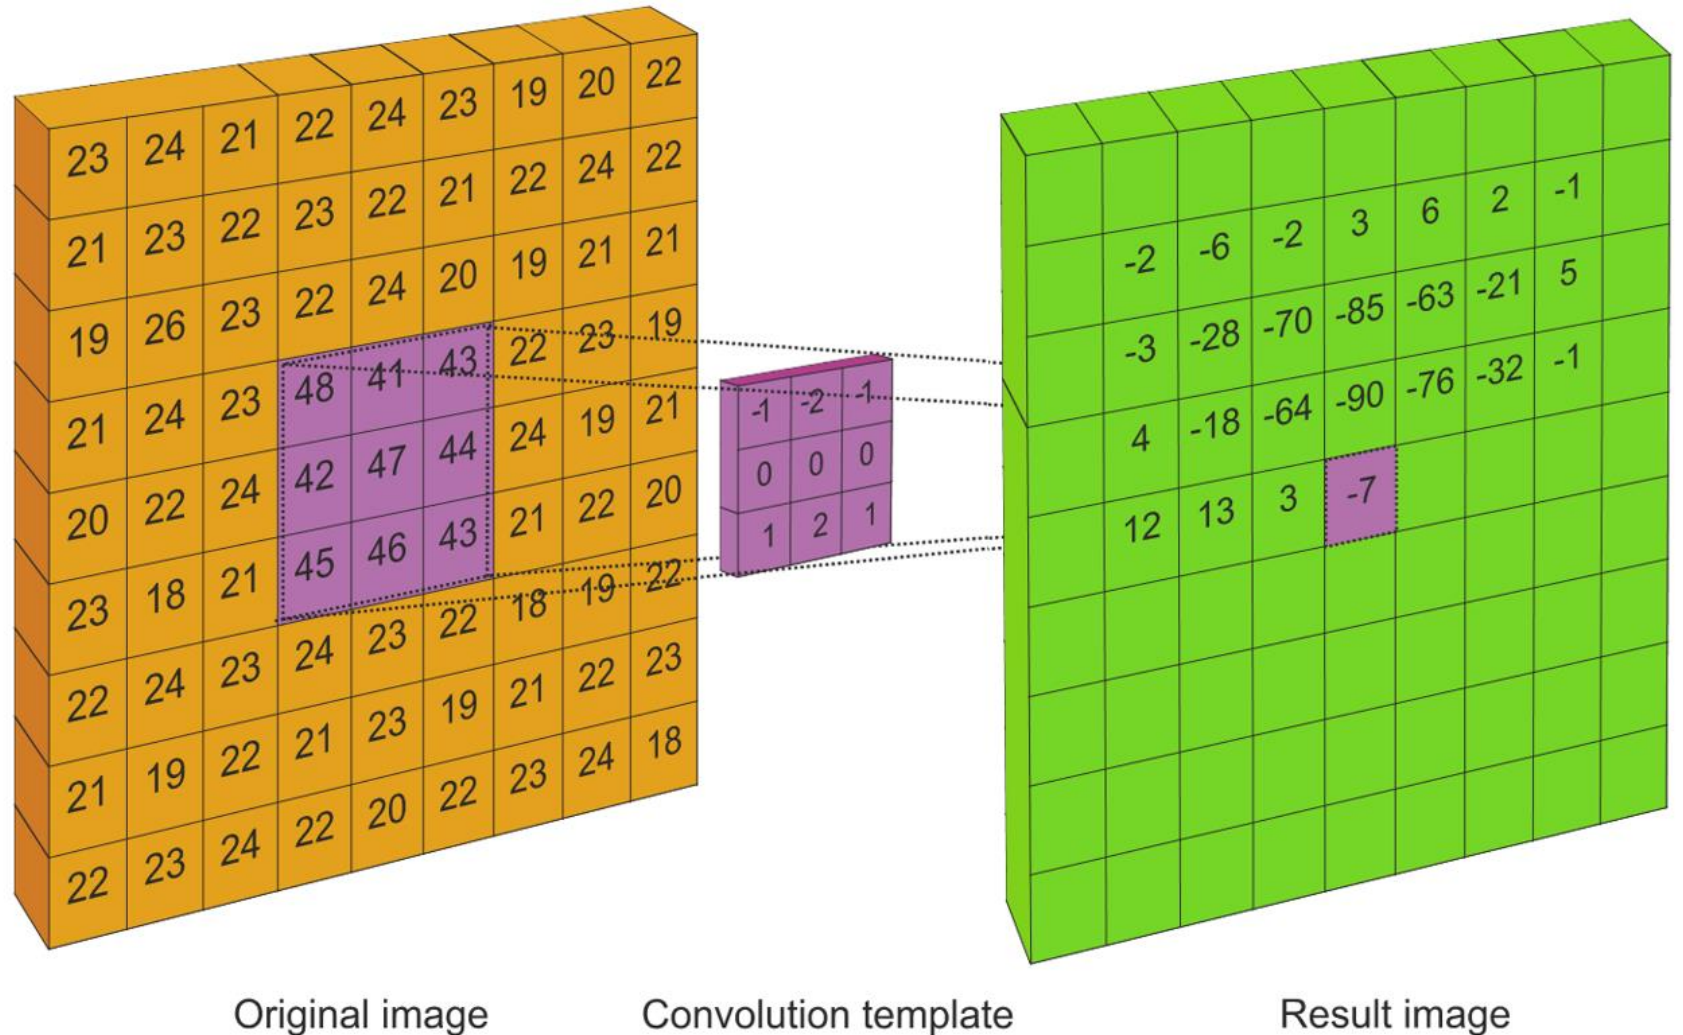 23 24 21 22 24 23 19 20 22
21 23 22 23 22 21 22 24 22
19 26 23 22 24 20 19 21 21
21 24 23 48 41 43 22 23 19
20 22 24 42 47 44 24 19 21
23 18 21 45 46 43 21 22 20
22 24 23 24 23 22 18 19 22
21 19 22 21 23 19 21 22 23
22 23 24 22 20 22 23 24 18
-1 -2 -1
0 0 0
1 2 1
-2 -6 -2 3 6 2 -1
-3 -28 -70 -85 -63 -21 5
4 -18 -64 -90 -76 -32 -1
12 13 3 -7
Original image
Convolution template
Result image